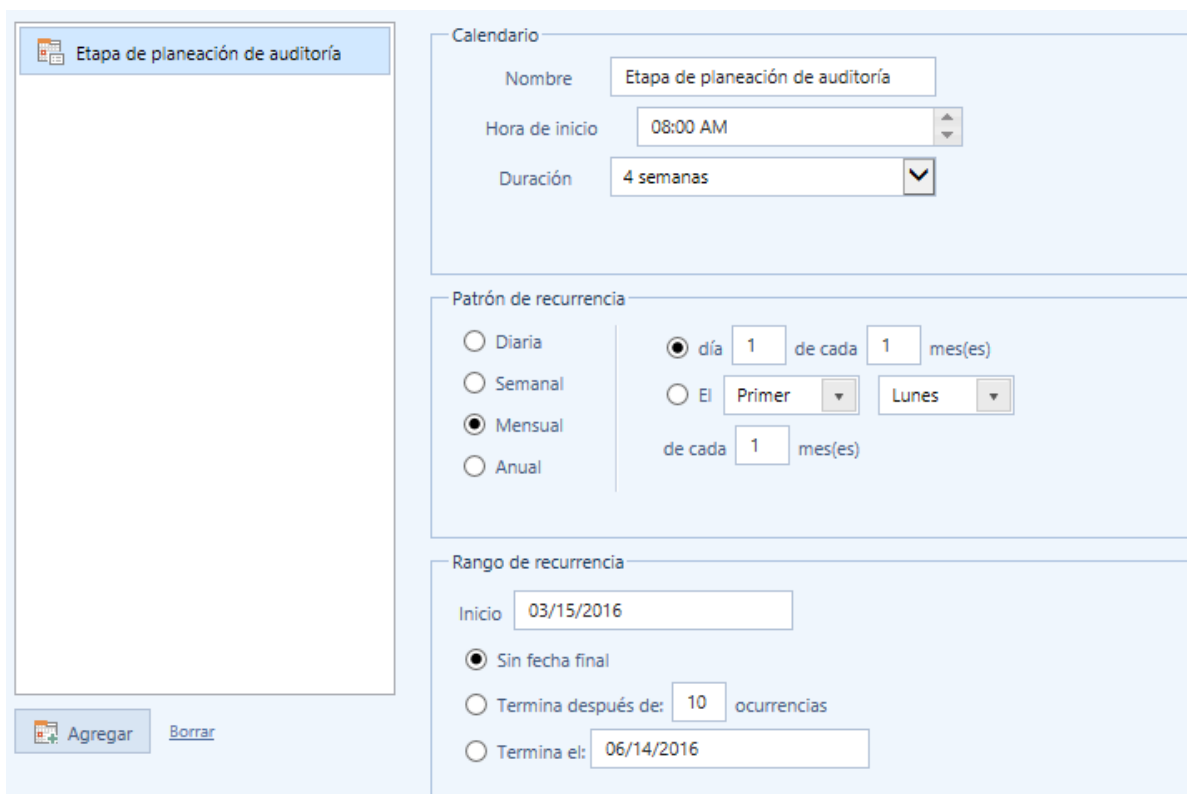 Etapa de planeación de auditoría
Agregar
Borrar
Calendario
Nombre Etapa de planeación de auditoría
Hora de inicio 08:00 AM
Duración 4 semanas
Patrón de recurrencia
Diaria
Semanal
Mensual
Anual
día 1 de cada 1 mes(es)
El Primer Lunes
de cada 1 mes(es)
Rango de recurrencia
Inicio 03/15/2016
Sin fecha final
Termina después de: 10 ocurrencias
Termina el: 06/14/2016